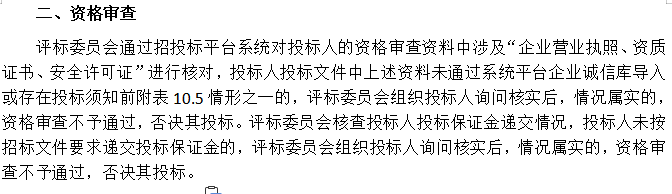 二、资格审查
评标委员会通过招投标平台系统对投标人的资格审查资料中涉及“企业营业执照、资质
证书、安全许可证”进行核对，投标人投标文件中上述资料未通过系统平台企业诚信库导入
或存在投标须知前附表 10.5 情形之一的，评标委员会组织投标人询问核实后，情况属实的，
资格审查不予通过，否决其投标。评标委员会核查投标人投标保证金递交情况，投标人未按
招标文件要求递交投标保证金的，评标委员会组织投标人询问核实后，情况属实的，资格审
查不予通过，否决其投标。